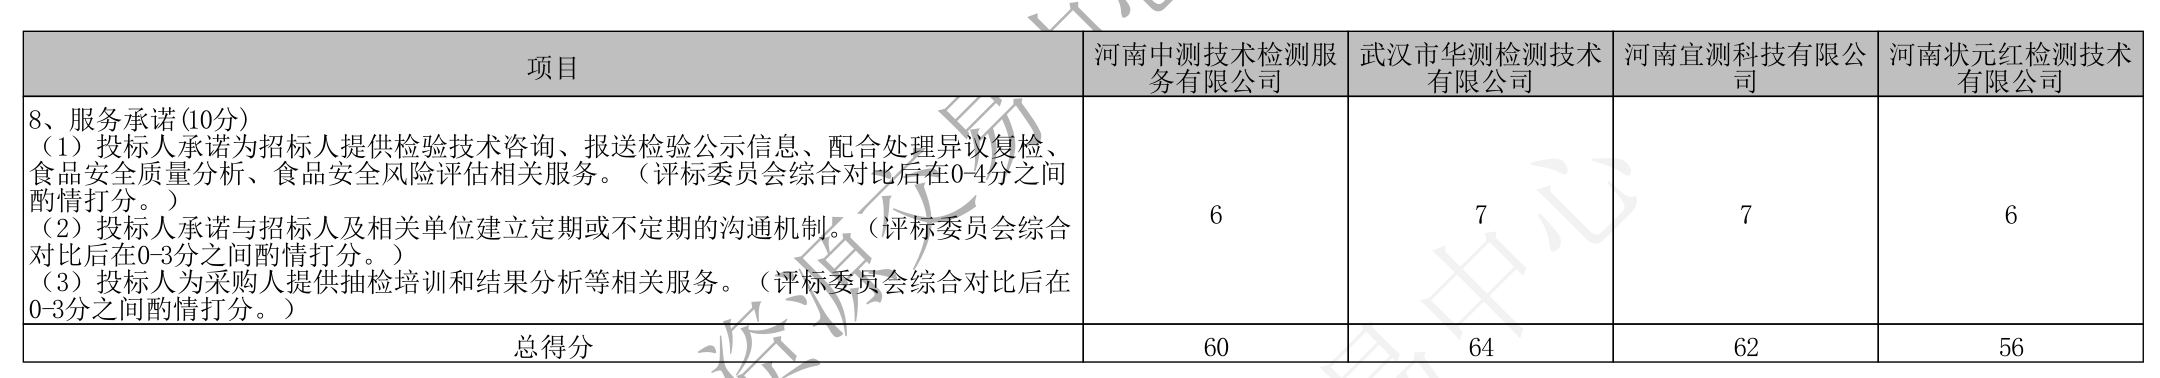 项目
河南中测技术检测服
务有限公司
武汉市华测检测技术
有限公司
河南宜测科技有限公
司
河南状元红检测技术
有限公司
8、服务承诺(10分)
（1）投标人承诺为招标人提供检验技术咨询、报送检验公示信息、配合处理异议复检、
食品安全质量分析、食品安全风险评估相关服务。（评标委员会综合对比后在0-4分之间
酌情打分。）
（2）投标人承诺与招标人及相关单位建立定期或不定期的沟通机制。（评标委员会综合
对比后在0-3分之间酌情打分。）
（3）投标人为采购人提供抽检培训和结果分析等相关服务。（评标委员会综合对比后在
0-3分之间酌情打分。）
6
7
7
6
总得分
60
64
62
56
资源交易中心
易中心